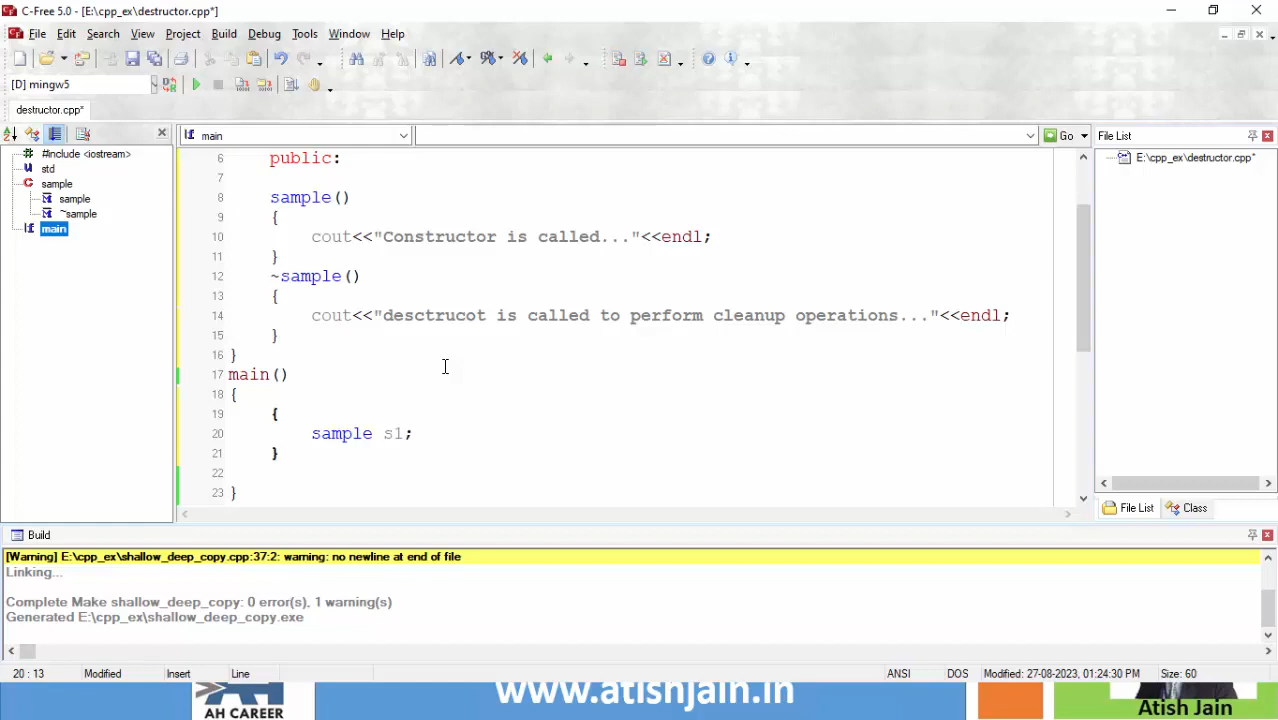 C-Free 5.0 - [E:\cpp_ex\destructor.cpp*]
File Edit Search View Project Build Debug Tools Window Help
[D] mingw5
destructor.cpp*
main
Go
File List
#include <iostream>
std
sample
sample
~sample
main
E:\cpp_ex\destructor.cpp*
6 public:
7
8 sample()
9 {
10 cout<<"Constructor is called..."<<endl;
11 }
12 ~sample()
13 {
14 cout<<"desctrucot is called to perform cleanup operations..."<<endl;
15 }
16 }
17 main()
18 {
19 {
20 sample s1;
21 }
22
23 }
File List Class
Build
[Warning] E:\cpp_ex\shallow_deep_copy.cpp:37:2: warning: no newline at end of file
Linking...
Complete Make shallow_deep_copy: 0 error(s), 1 warning(s)
Generated E:\cpp_ex\shallow_deep_copy.exe
20 : 13 Modified Insert Line ANSI DOS Modified: 27-08-2023, 01:24:30 PM Size: 60
AH CAREER
www.atishjain.in
Atish Jain